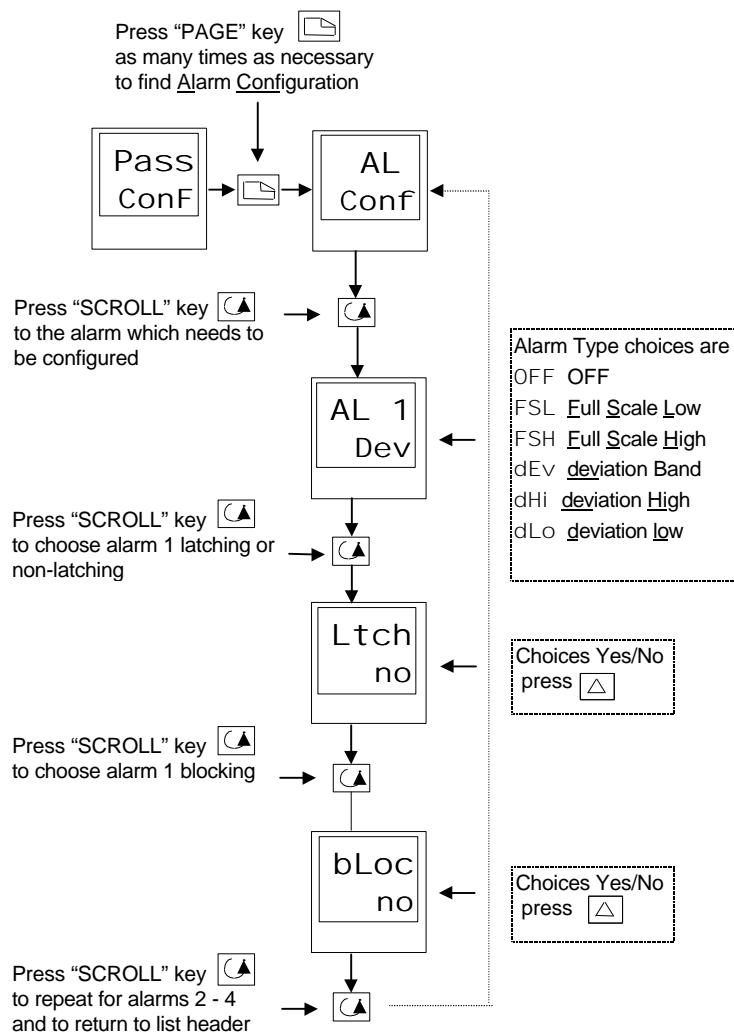 Press “PAGE” key
as many times as necessary
to find Alarm Configuration
Pass
ConF
AL
Conf
Press “SCROLL” key
to the alarm which needs to
be configured
AL 1
Dev
Alarm Type choices are
OFF OFF
FSL Full Scale Low
FSH Full Scale High
dEv deviation Band
dHi deviation High
dLo deviation low
Press “SCROLL” key
to choose alarm 1 latching or
non-latching
Ltch
no
Choices Yes/No
press
Press “SCROLL” key
to choose alarm 1 blocking
bLoc
no
Choices Yes/No
press
Press “SCROLL” key
to repeat for alarms 2 - 4
and to return to list header